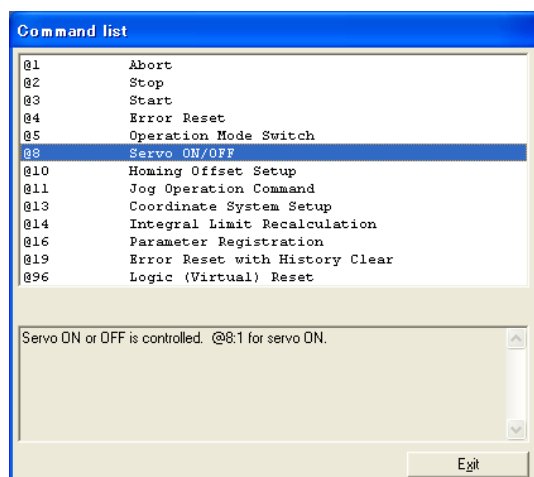 Command list
@1 Abort
@2 Stop
@3 Start
@4 Error Reset
@5 Operation Mode Switch
@8 Servo ON/OFF
@10 Homing Offset Setup
@11 Jog Operation Command
@13 Coordinate System Setup
@14 Integral Limit Recalculation
@16 Parameter Registration
@19 Error Reset with History Clear
@96 Logic (Virtual) Reset
Servo ON or OFF is controlled. @8:1 for servo ON.
Exit